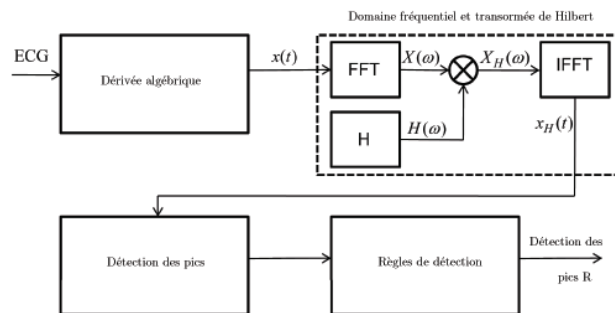 Domaine fréquentiel et transormée de Hilbert
ECG
Dérivée algébrique
x(t)
FFT
X(ω)
X_H(ω)
IFFT
H
H(ω)
x_H(t)
Détection des pics
Règles de détection
Détection des
pics R